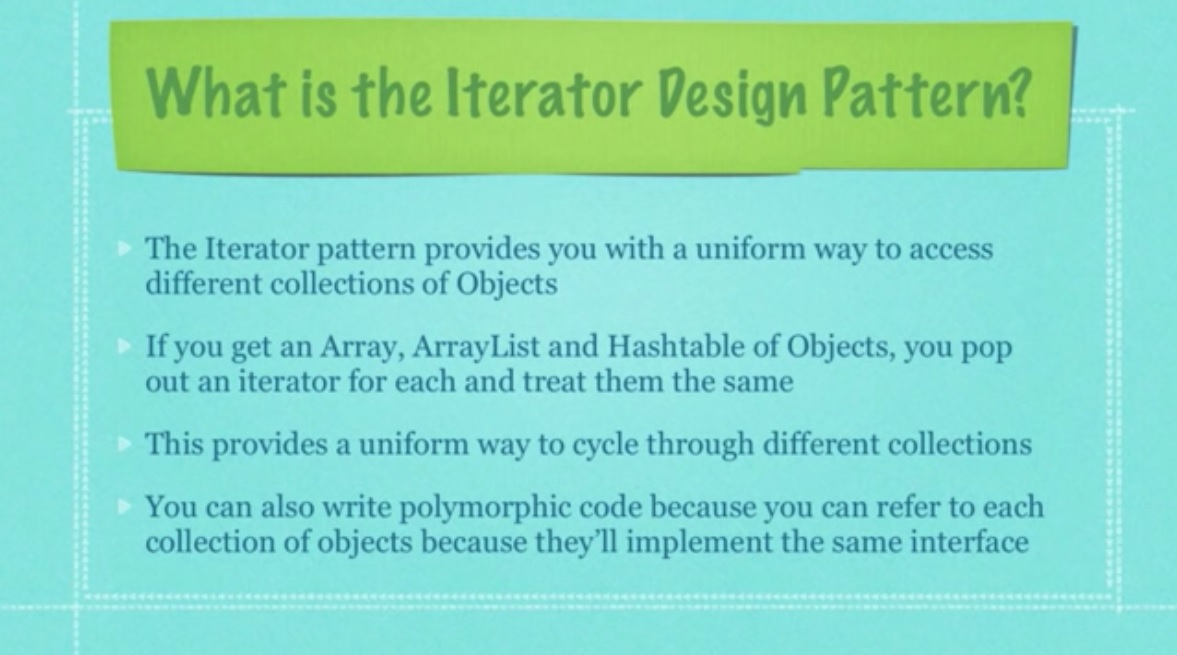 What is the Iterator Design Pattern?
The Iterator pattern provides you with a uniform way to access
different collections of Objects
If you get an Array, ArrayList and Hashtable of Objects, you pop
out an iterator for each and treat them the same
This provides a uniform way to cycle through different collections
You can also write polymorphic code because you can refer to each
collection of objects because they’ll implement the same interface